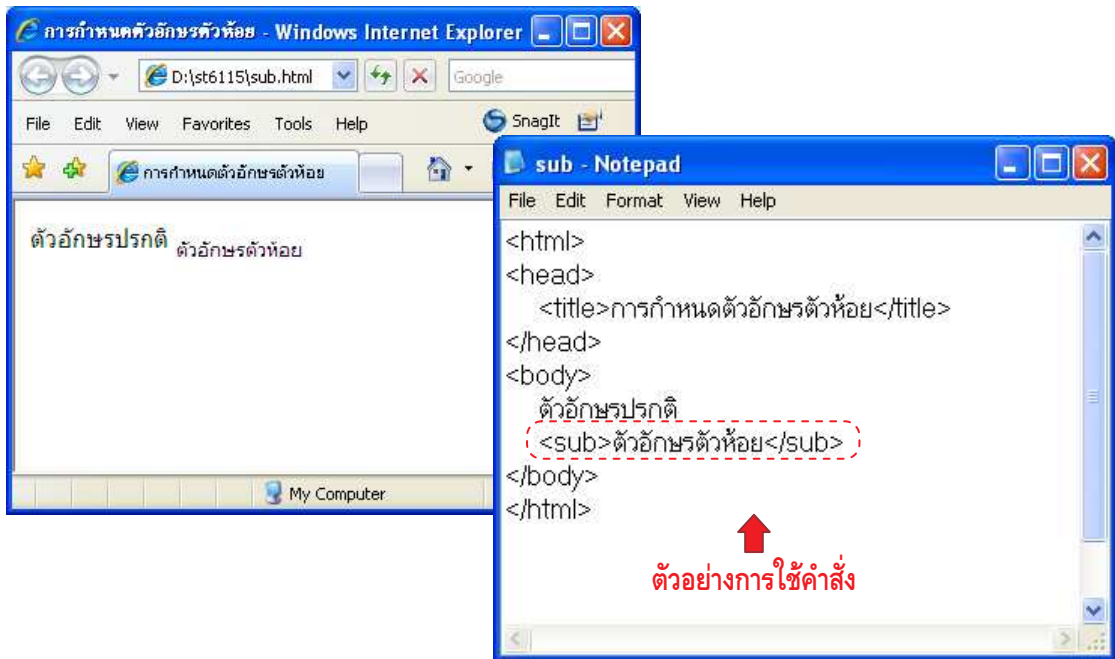 การกำหนดตัวอักษรตัวห้อย - Windows Internet Explorer
D:\st6115\sub.html
Google
File Edit View Favorites Tools Help
SnagIt
การกำหนดตัวอักษรตัวห้อย
ตัวอักษรปรกติ ตัวอักษรตัวห้อย
My Computer
sub - Notepad
File Edit Format View Help
<html>
<head>
<title>การกำหนดตัวอักษรตัวห้อย</title>
</head>
<body>
ตัวอักษรปรกติ
<sub>ตัวอักษรตัวห้อย</sub>
</body>
</html>
ตัวอย่างการใช้คำสั่ง